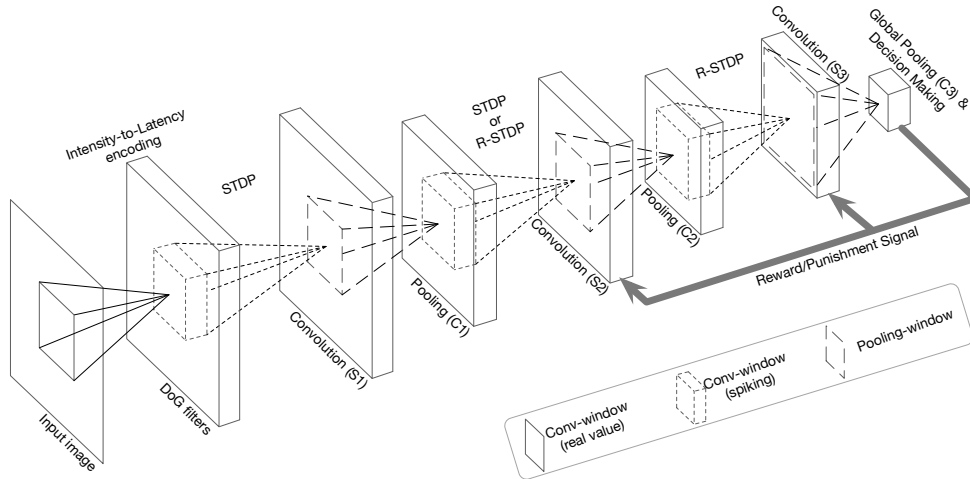 Intensity-to-Latency
encoding
STDP
STDP
or
R-STDP
R-STDP
Input image
DoG filters
Convolution (S1)
Pooling (C1)
Convolution (S2)
Pooling (C2)
Convolution (S3)
Global Pooling (C3) &
Decision Making
Reward/Punishment Signal
Conv-window
(real value)
Conv-window
(spiking)
Pooling-window